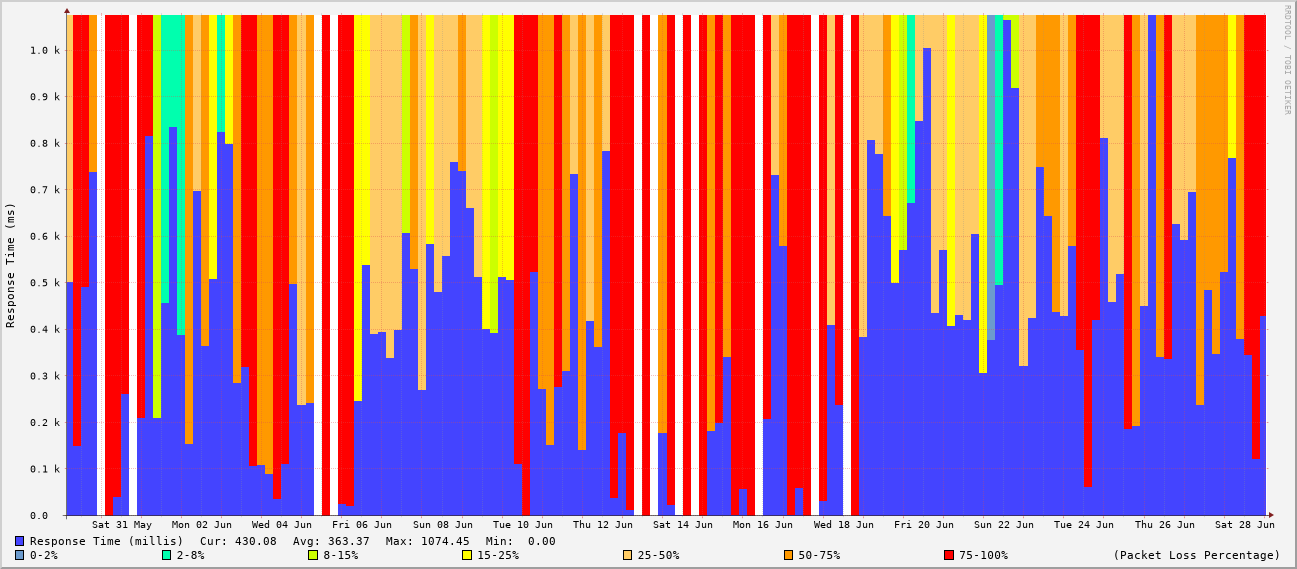 RRDTOOL / TOBI OETIKER
Response Time (ms)
1.0 k
0.9 k
0.8 k
0.7 k
0.6 k
0.5 k
0.4 k
0.3 k
0.2 k
0.1 k
0.0
Sat 31 May Mon 02 Jun Wed 04 Jun Fri 06 Jun Sun 08 Jun Tue 10 Jun Thu 12 Jun Sat 14 Jun Mon 16 Jun Wed 18 Jun Fri 20 Jun Sun 22 Jun Tue 24 Jun Thu 26 Jun Sat 28 Jun
Response Time (millis) Cur: 430.08 Avg: 363.37 Max: 1074.45 Min: 0.00
0-2% 2-8% 8-15% 15-25% 25-50% 50-75% 75-100% (Packet Loss Percentage)